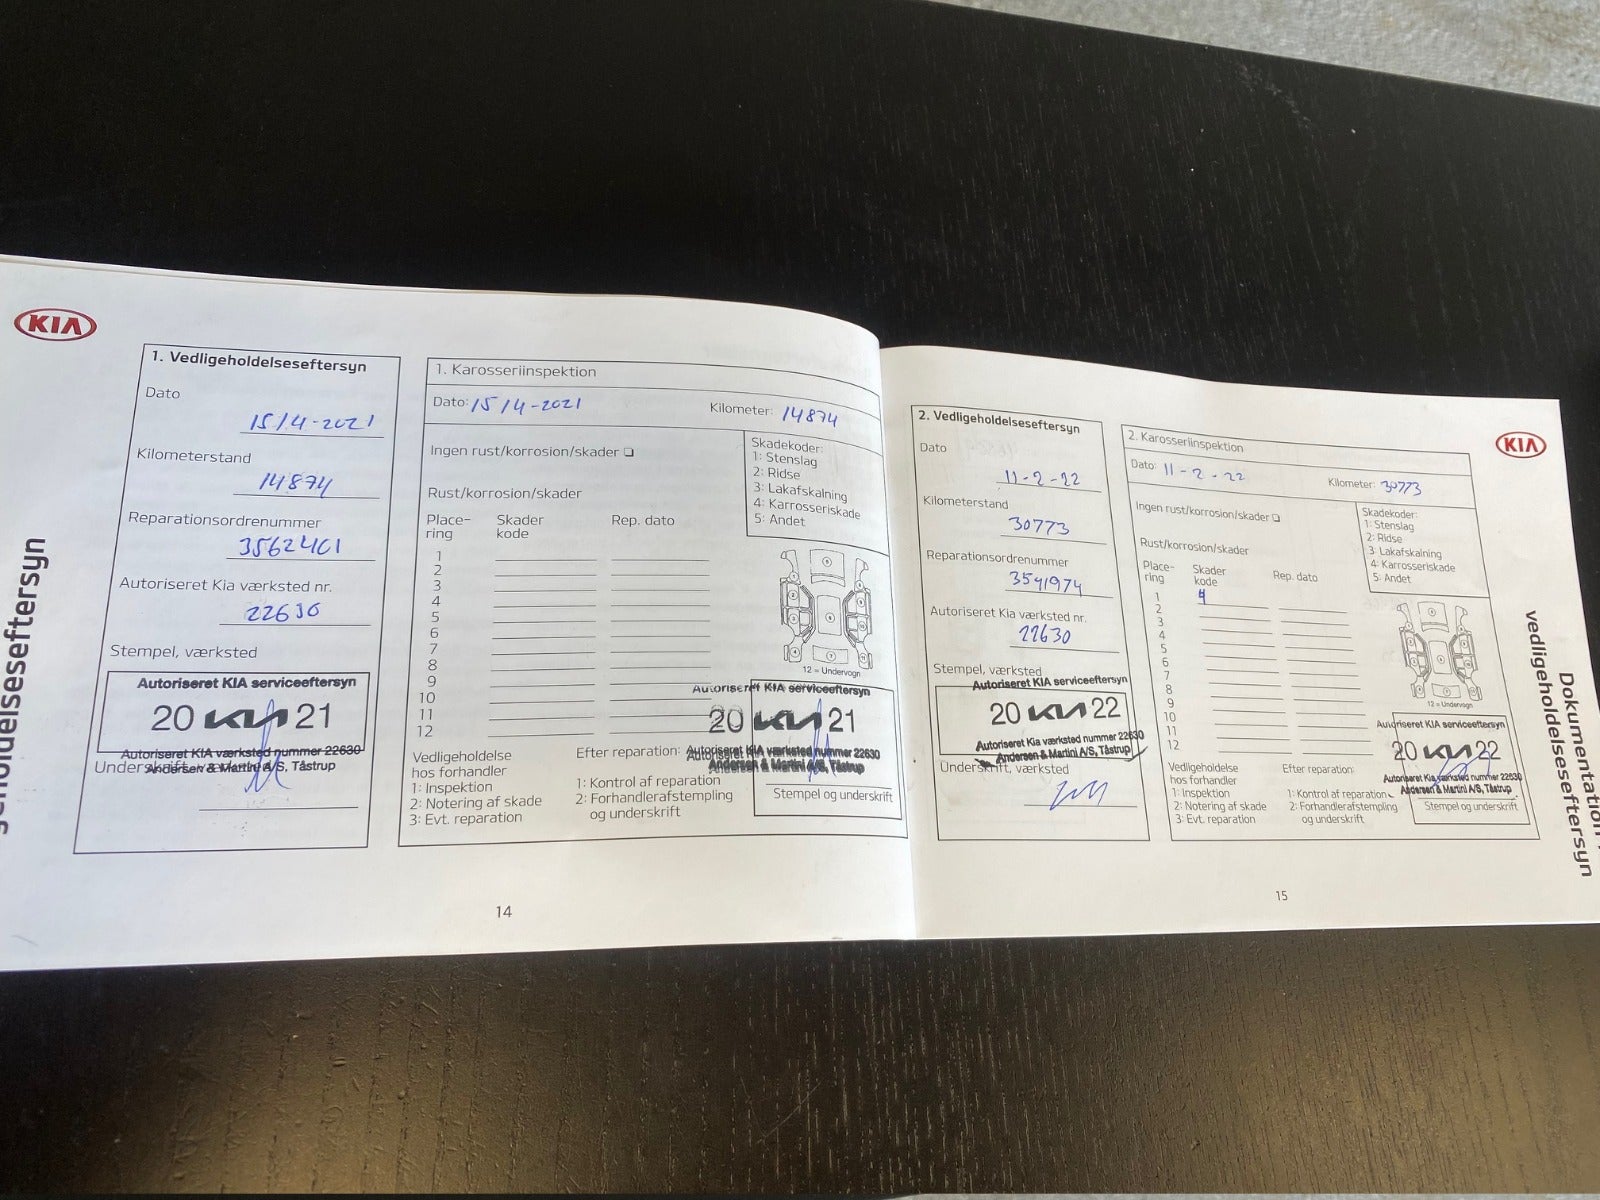 KIA
geholdelseseftersyn
1. Vedligeholdelseseftersyn
Dato
15/4-2021
Kilometerstand
14874
Reparationsordrenummer
3562461
Autoriseret Kia værksted nr.
22630
Stempel, værksted
Autoriseret KIA serviceeftersyn
20 KIA 21
Autoriseret KIA værksted nummer 22630
Andersen & Martini A/S, Tåstrup
Underskrift, værksted
1. Karosseriinspektion
Dato: 15/4-2021 Kilometer: 14874
Ingen rust/korrosion/skader
Skadekoder:
1: Stenslag
2: Ridse
3: Lakafskalning
4: Karrosseriskade
5: Andet
Rust/korrosion/skader
Place-
ring
Skader
kode
Rep. dato
1
2
3
4
5
6
7
8
9
10
11
12
12 = Undervogn
Autoriseret KIA serviceeftersyn
20 KIA 21
Autoriseret KIA værksted nummer 22630
Andersen & Martini A/S, Tåstrup
Vedligeholdelse
hos forhandler
1: Inspektion
2: Notering af skade
3: Evt. reparation
Efter reparation:
1: Kontrol af reparation
2: Forhandlerafstempling
og underskrift
Stempel og underskrift
14
2. Vedligeholdelseseftersyn
Dato
11-2-22
Kilometerstand
30773
Reparationsordrenummer
3541974
Autoriseret Kia værksted nr.
22630
Stempel, værksted
Autoriseret KIA serviceeftersyn
20 KIA 22
Autoriseret Kia værksted nummer 22630
Andersen & Martini A/S, Tåstrup
Underskrift, værksted
2. Karosseriinspektion
Dato: 11-2-22 Kilometer: 30773
Ingen rust/korrosion/skader
Skadekoder:
1: Stenslag
2: Ridse
3: Lakafskalning
4: Karrosseriskade
5: Andet
Rust/korrosion/skader
Place-
ring
Skader
kode
Rep. dato
1 4
2
3
4
5
6
7
8
9
10
11
12
12 = Undervogn
Autoriseret KIA serviceeftersyn
20 KIA 22
Autoriseret Kia værksted nummer 22630
Andersen & Martini A/S, Tåstrup
Vedligeholdelse
hos forhandler
1: Inspektion
2: Notering af skade
3: Evt. reparation
Efter reparation:
1: Kontrol af reparation
2: Forhandlerafstempling
og underskrift
Stempel og underskrift
15
KIA
Dokumentation
vedligeholdelseseftersyn